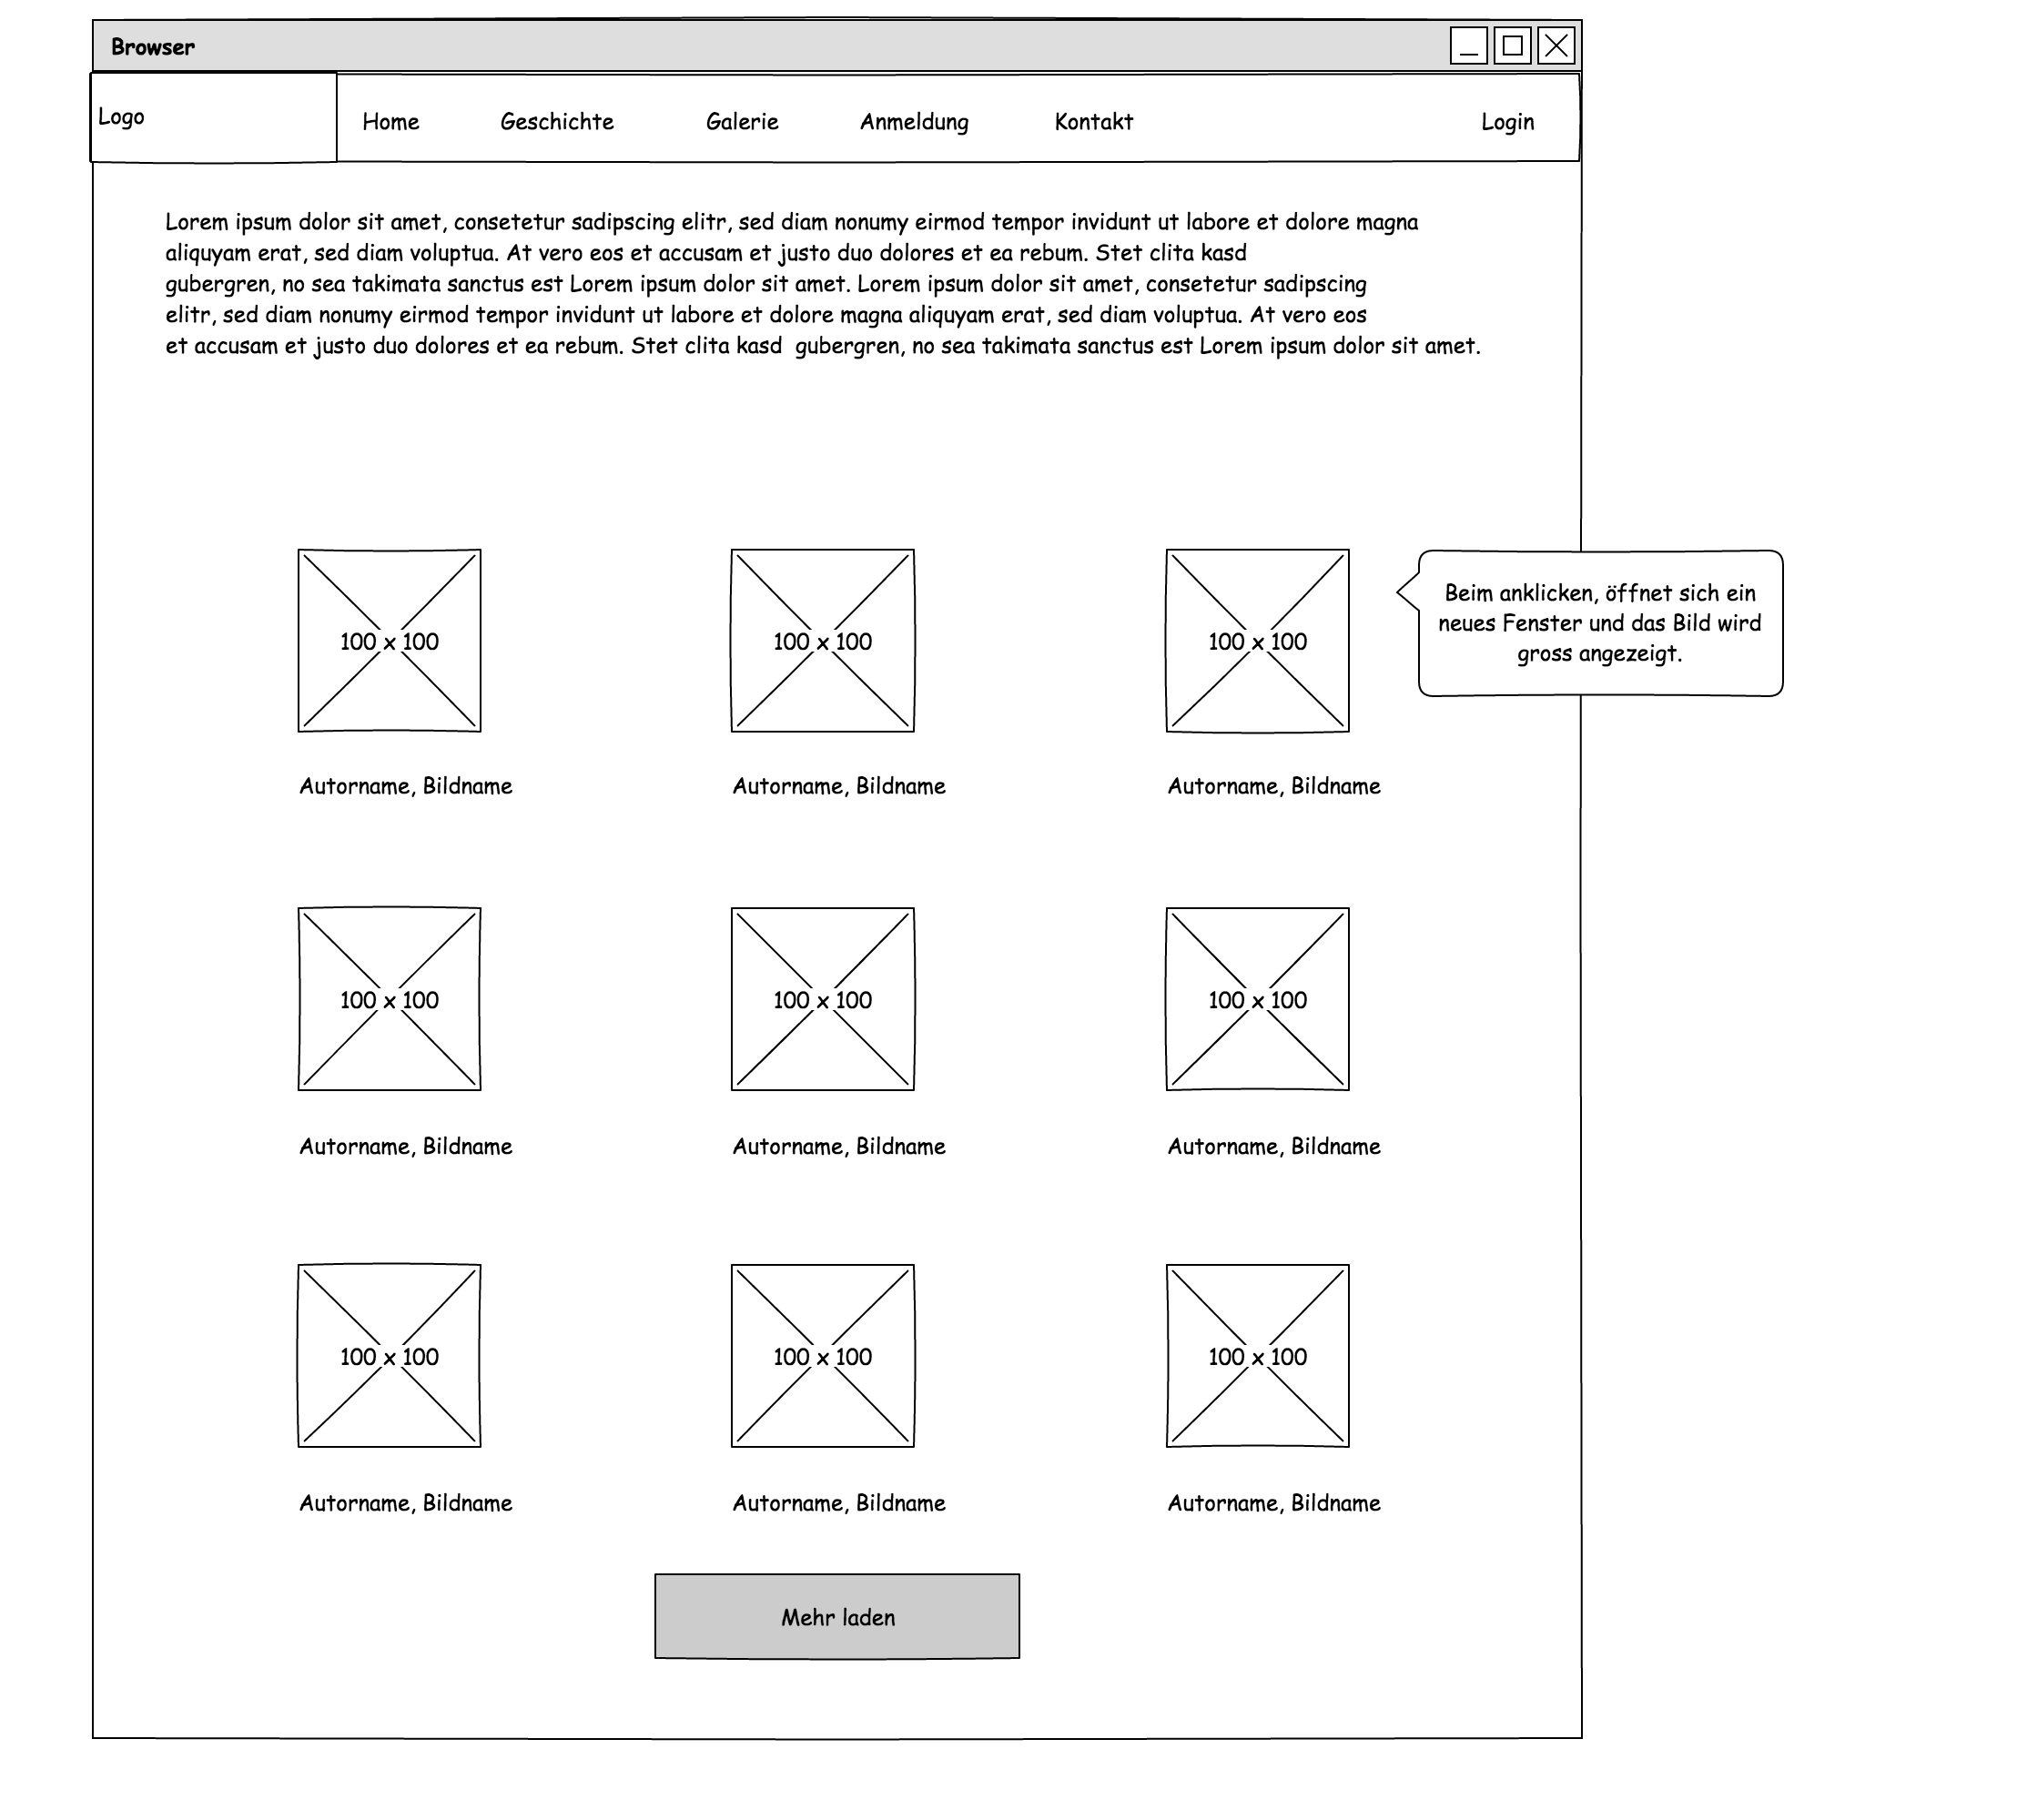 Browser
Logo
Home
Geschichte
Galerie
Anmeldung
Kontakt
Login
Lorem ipsum dolor sit amet, consetetur sadipscing elitr, sed diam nonumy eirmod tempor invidunt ut labore et dolore magna
aliquyam erat, sed diam voluptua. At vero eos et accusam et justo duo dolores et ea rebum. Stet clita kasd
gubergren, no sea takimata sanctus est Lorem ipsum dolor sit amet. Lorem ipsum dolor sit amet, consetetur sadipscing
elitr, sed diam nonumy eirmod tempor invidunt ut labore et dolore magna aliquyam erat, sed diam voluptua. At vero eos
et accusam et justo duo dolores et ea rebum. Stet clita kasd  gubergren, no sea takimata sanctus est Lorem ipsum dolor sit amet.
100 x 100
100 x 100
100 x 100
Beim anklicken, öffnet sich ein
neues Fenster und das Bild wird
gross angezeigt.
Autorname, Bildname
Autorname, Bildname
Autorname, Bildname
100 x 100
100 x 100
100 x 100
Autorname, Bildname
Autorname, Bildname
Autorname, Bildname
100 x 100
100 x 100
100 x 100
Autorname, Bildname
Autorname, Bildname
Autorname, Bildname
Mehr laden